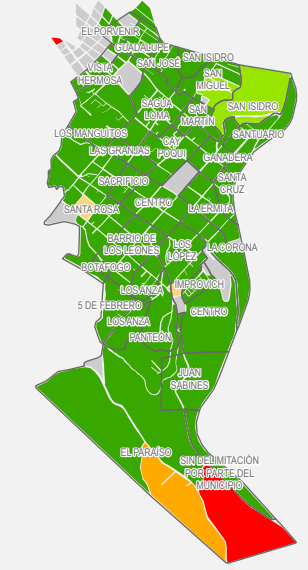 EL PORVENIR
GUADALUPE
SAN JOSÉ
SAN ISIDRO
VISTA
HERMOSA
SAN
MIGUEL
SAGUA
LOMA
SAN
MARTÍN
SAN ISIDRO
LOS MANGUITOS
CAY
POQUI
SANTUARIO
LAS GRANJAS
GANADERA
SACRIFICIO
SANTA
CRUZ
SANTA ROSA
CENTRO
LA ERMITA
BARRIO DE
LOS LEONES
LOS
LOPEZ
LA CORONA
BOTAFOGO
LOS ANZA
IMPROVICH
5 DE FEBRERO
CENTRO
LOS ANZA
PANTEON
JUAN
SABINES
EL PARAÍSO
SIN DELIMITACIÓN
POR PARTE DEL
MUNICIPIO